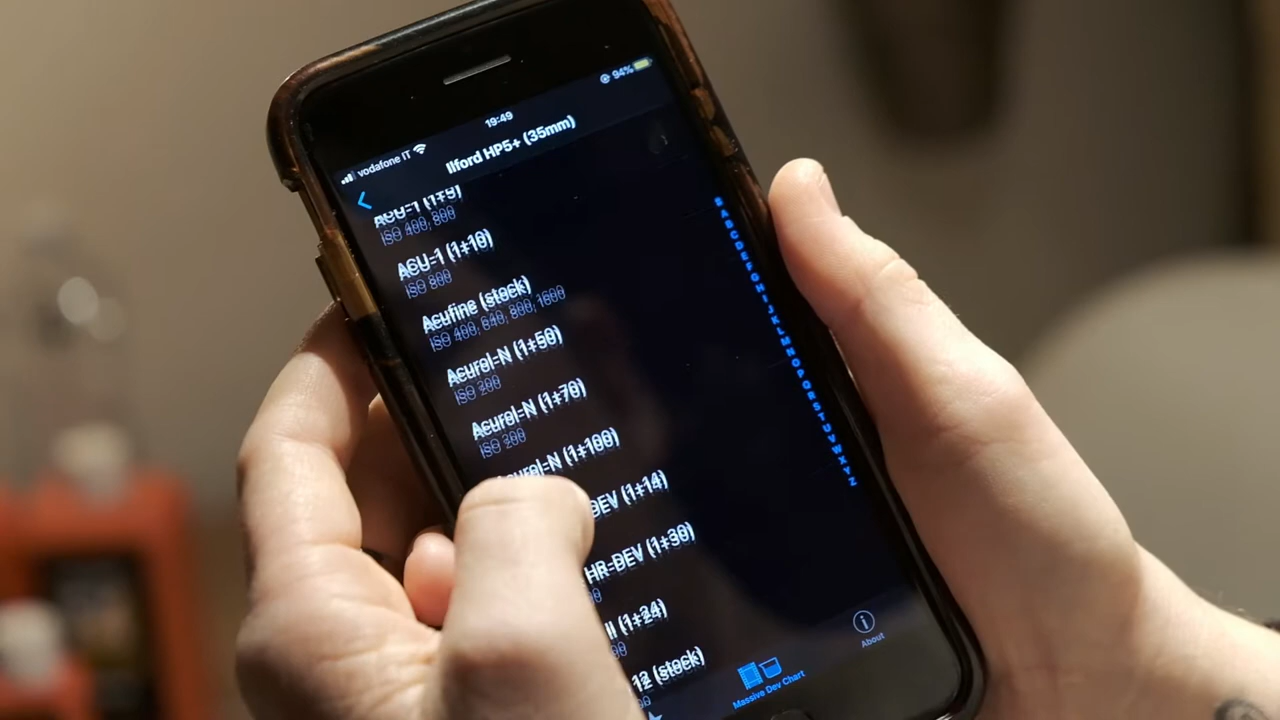 94%
19:49
vodafone IT
Ilford HP5+ (35mm)
ACU-1 (1+9)
ISO 400, 800
ACU-1 (1+10)
ISO 800
Acufine (stock)
ISO 400, 640, 800, 1600
Acurol-N (1+50)
ISO 200
Acurol-N (1+70)
ISO 200
Acurol-N (1+100)
DEV (1+14)
HR-DEV (1+30)
(1+24)
12 (stock)
A
B
C
D
E
F
G
H
I
J
K
L
M
N
O
P
Q
R
S
T
U
V
W
X
Y
Z
Massive Dev Chart
About